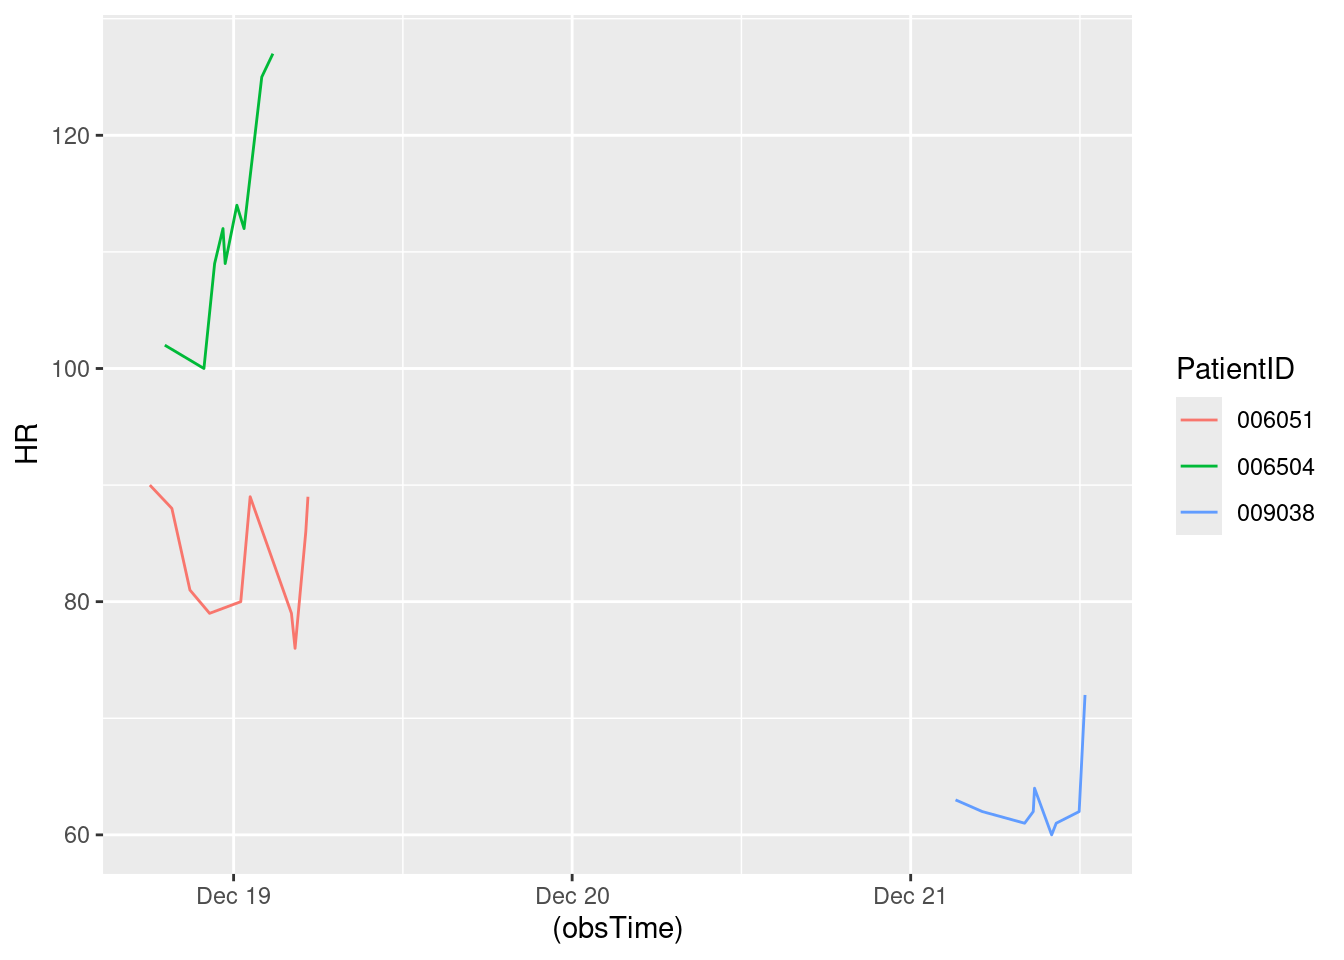 120
100
80
60
HR
Dec 19
Dec 20
Dec 21
(obsTime)
PatientID
006051
006504
009038